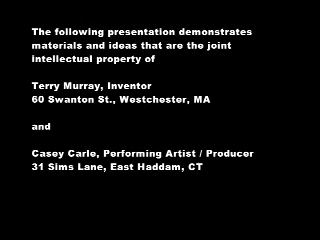 The following presentation demonstrates
materials and ideas that are the joint
intellectual property of
Terry Murray, Inventor
60 Swanton St., Westchester, MA
and
Casey Carle, Performing Artist / Producer
31 Sims Lane, East Haddam, CT